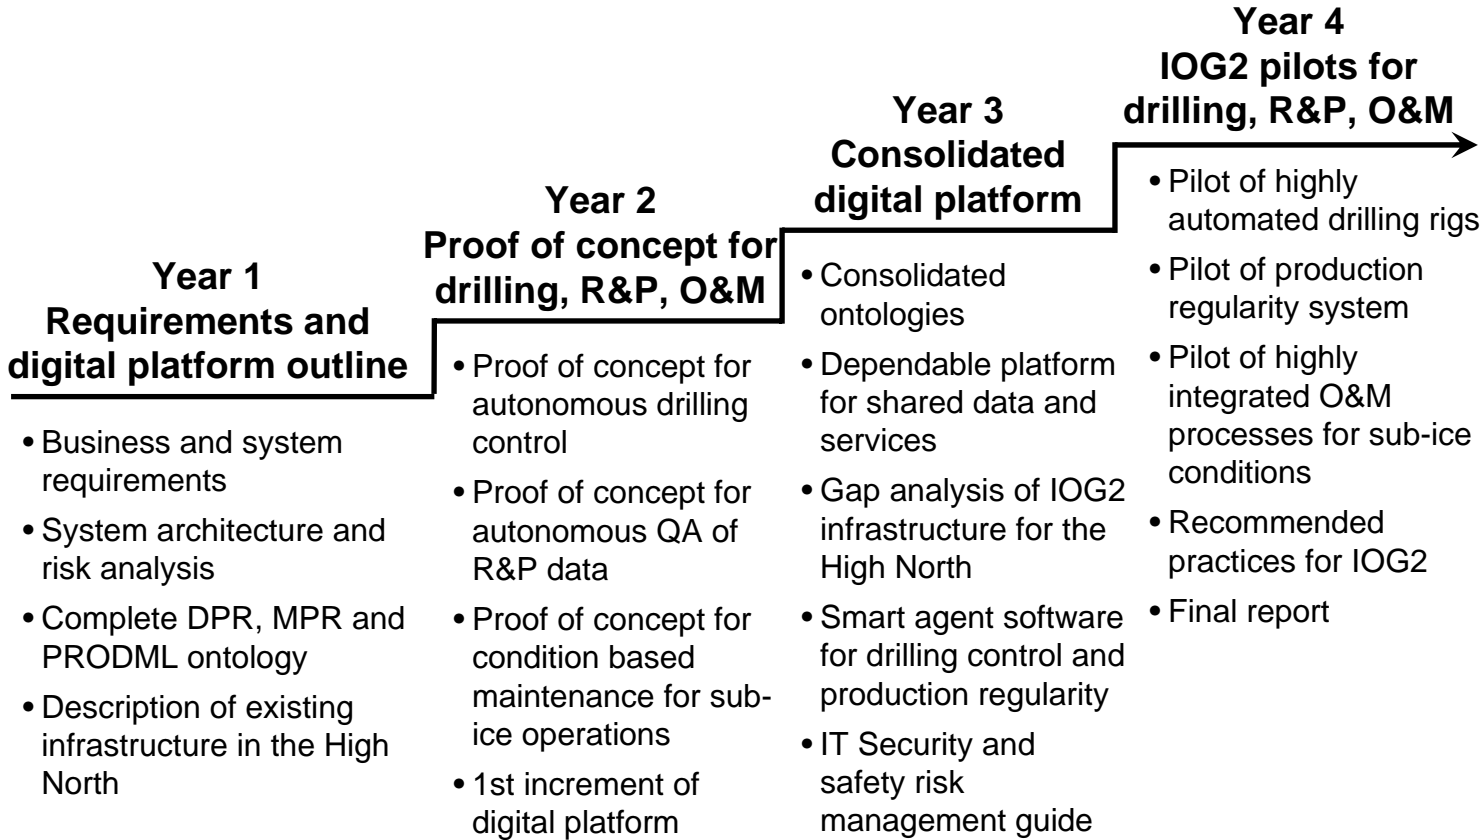 Year 1
Requirements and
digital platform outline
• Business and system
requirements
• System architecture and
risk analysis
• Complete DPR, MPR and
PRODML ontology
• Description of existing
infrastructure in the High
North
Year 2
Proof of concept for
drilling, R&P, O&M
• Proof of concept for
autonomous drilling
control
• Proof of concept for
autonomous QA of
R&P data
• Proof of concept for
condition based
maintenance for sub-
ice operations
• 1st increment of
digital platform
Year 3
Consolidated
digital platform
• Consolidated
ontologies
• Dependable platform
for shared data and
services
• Gap analysis of IOG2
infrastructure for the
High North
• Smart agent software
for drilling control and
production regularity
• IT Security and
safety risk
management guide
Year 4
IOG2 pilots for
drilling, R&P, O&M
• Pilot of highly
automated drilling rigs
• Pilot of production
regularity system
• Pilot of highly
integrated O&M
processes for sub-ice
conditions
• Recommended
practices for IOG2
• Final report